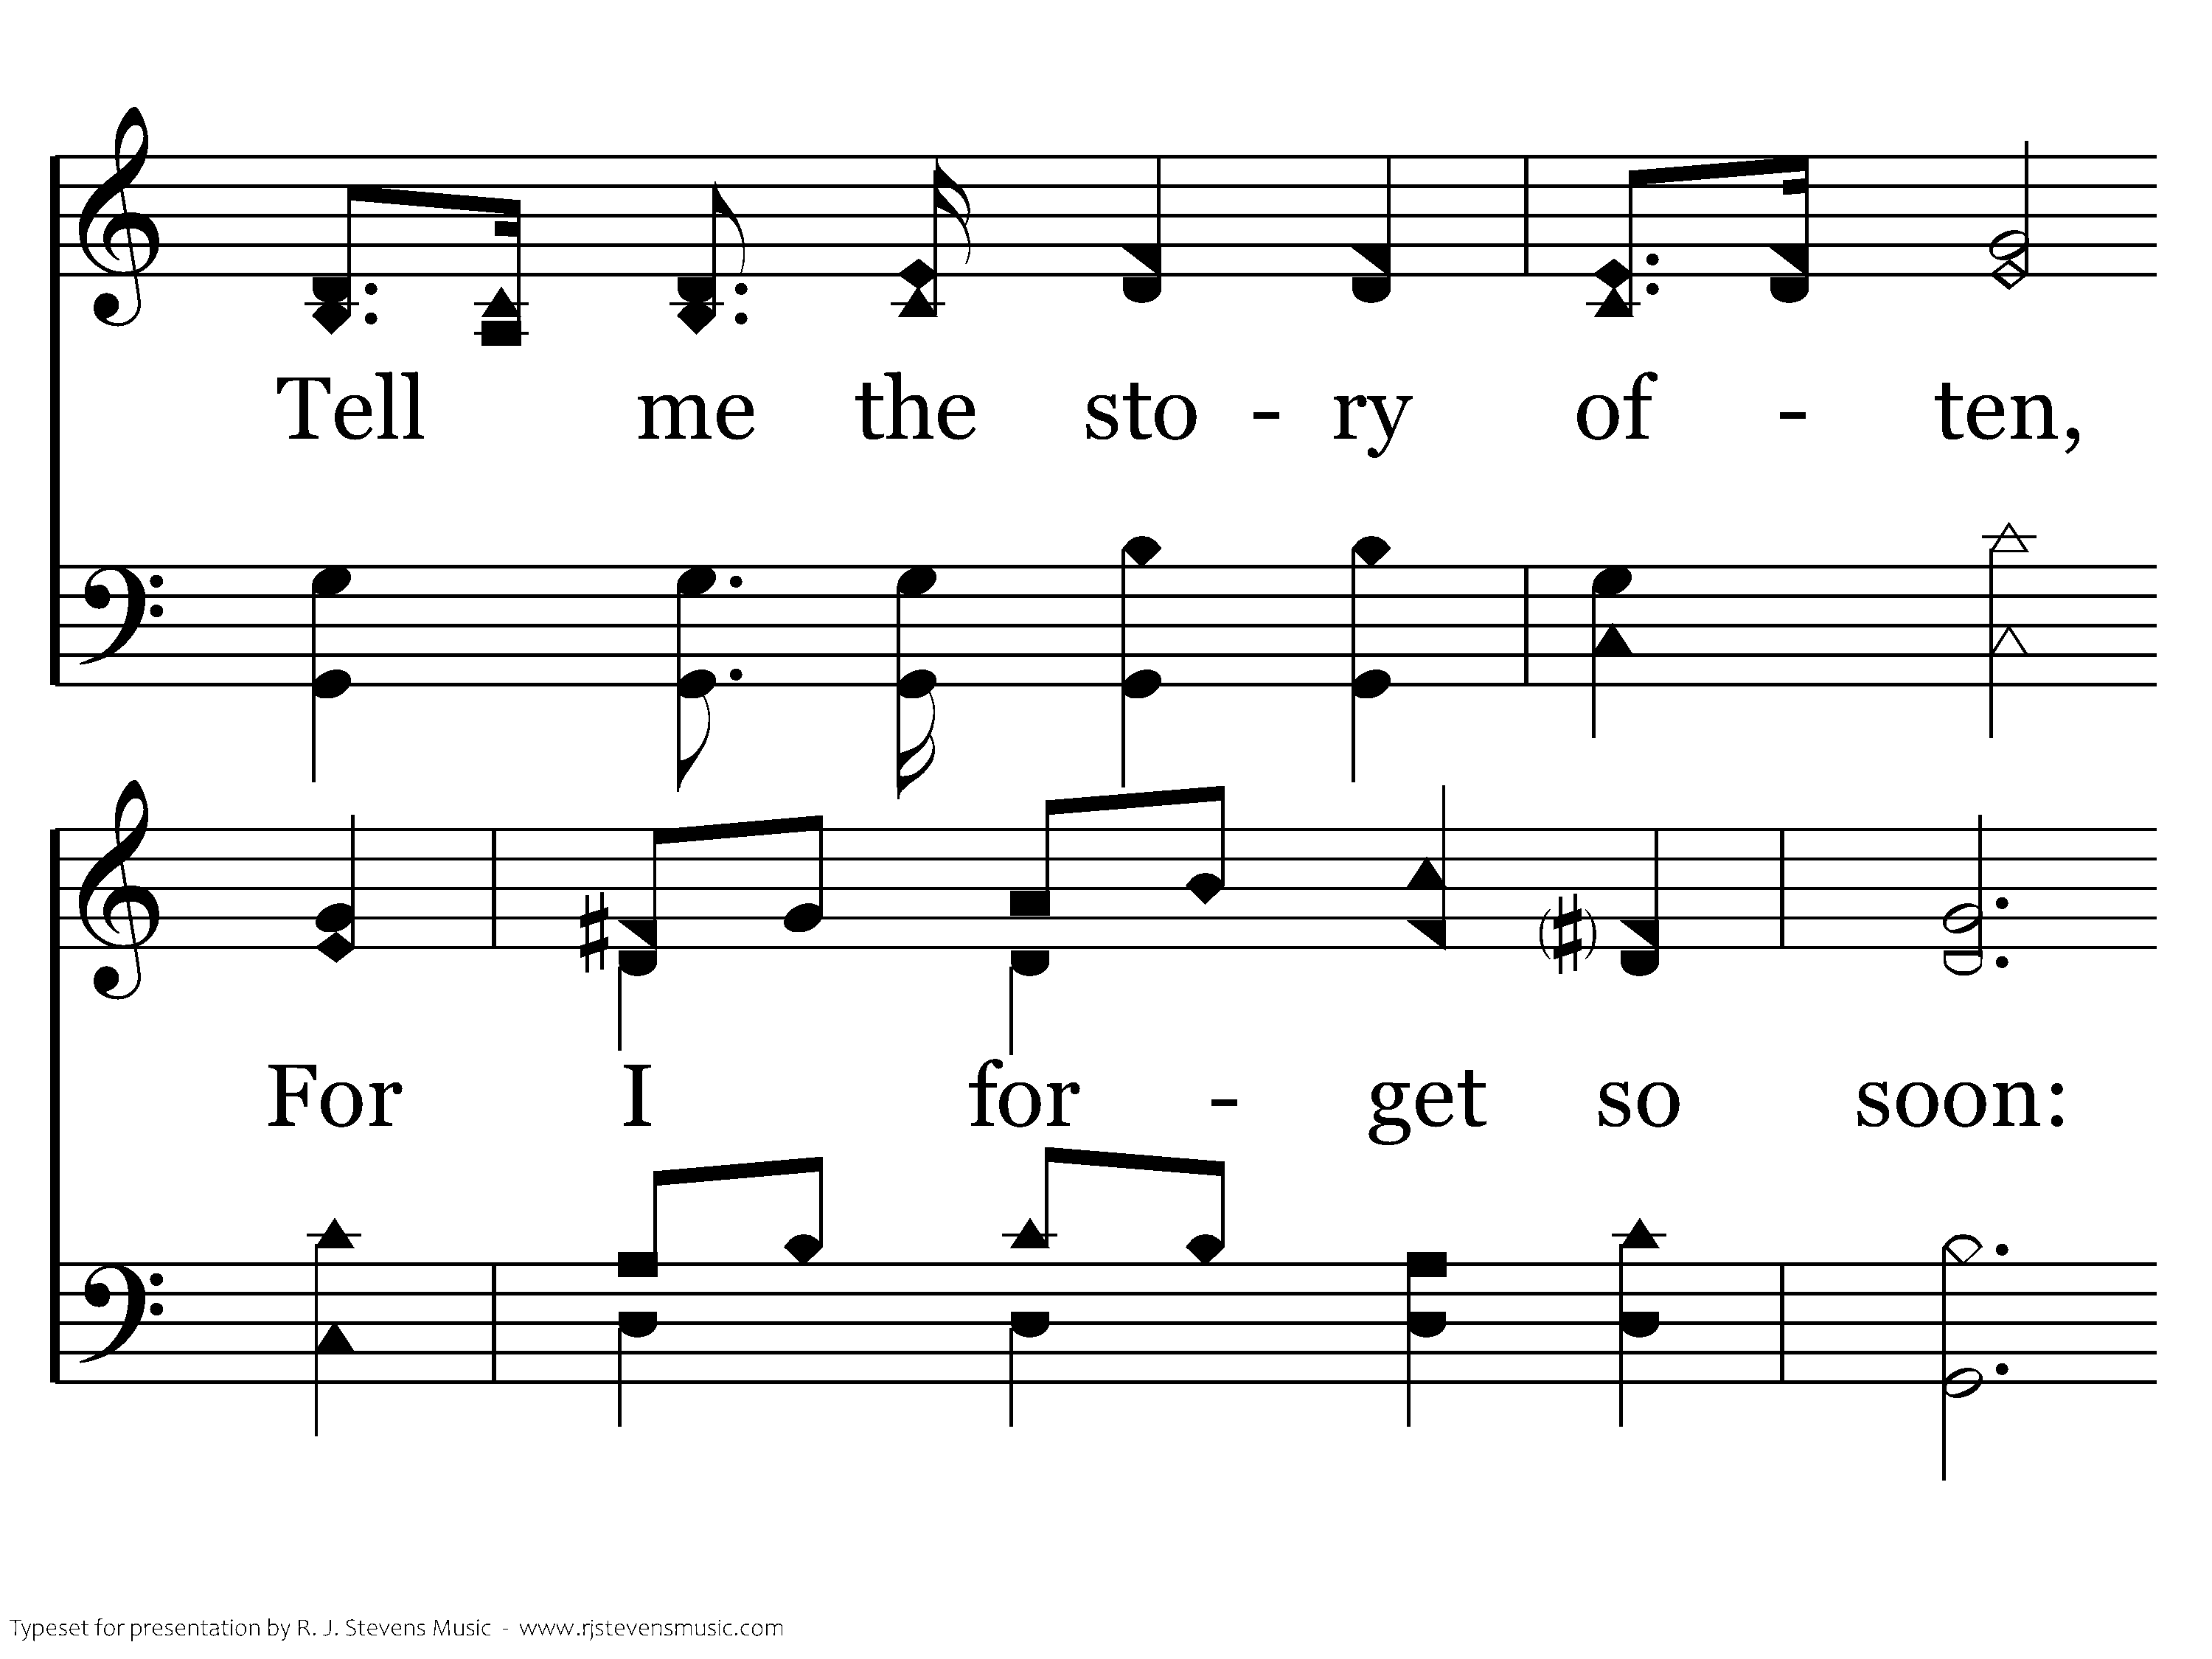 Tell me the sto - ry of - ten,
For I for - get so soon:
Typeset for presentation by R. J. Stevens Music - www.rjstevensmusic.com